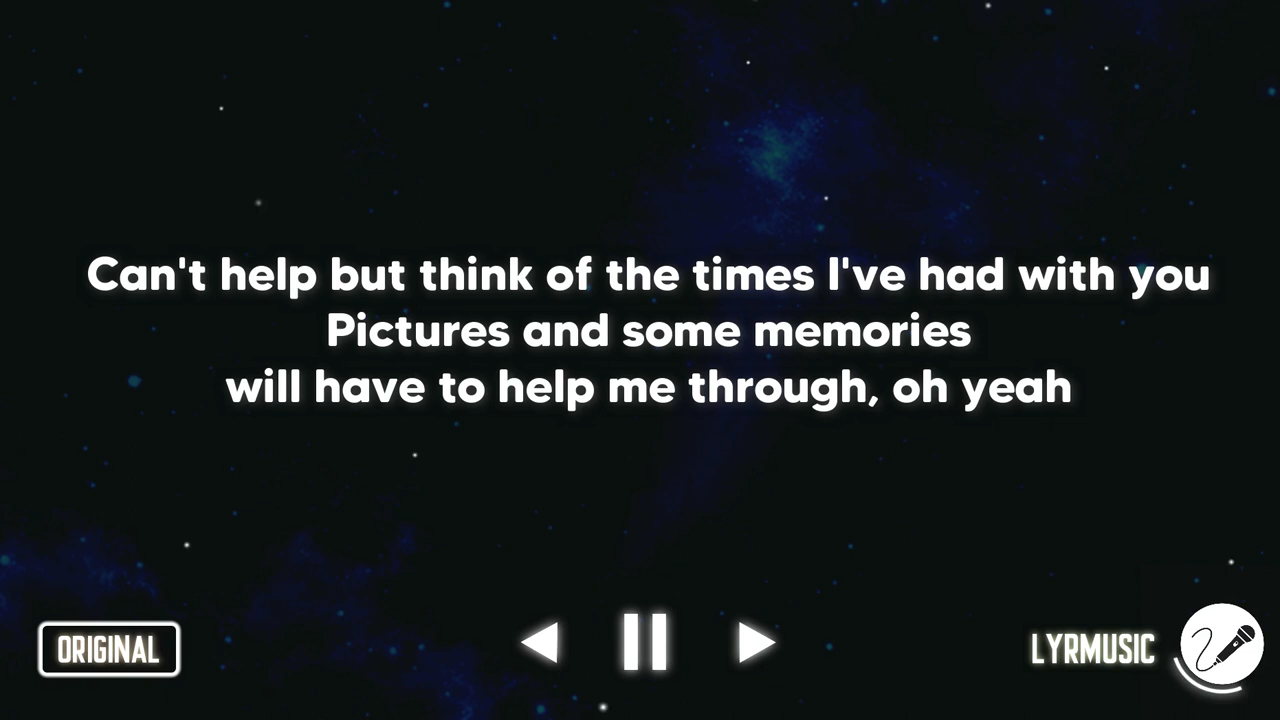 Can't help but think of the times I've had with you
Pictures and some memories
will have to help me through, oh yeah
ORIGINAL
LYRMUSIC